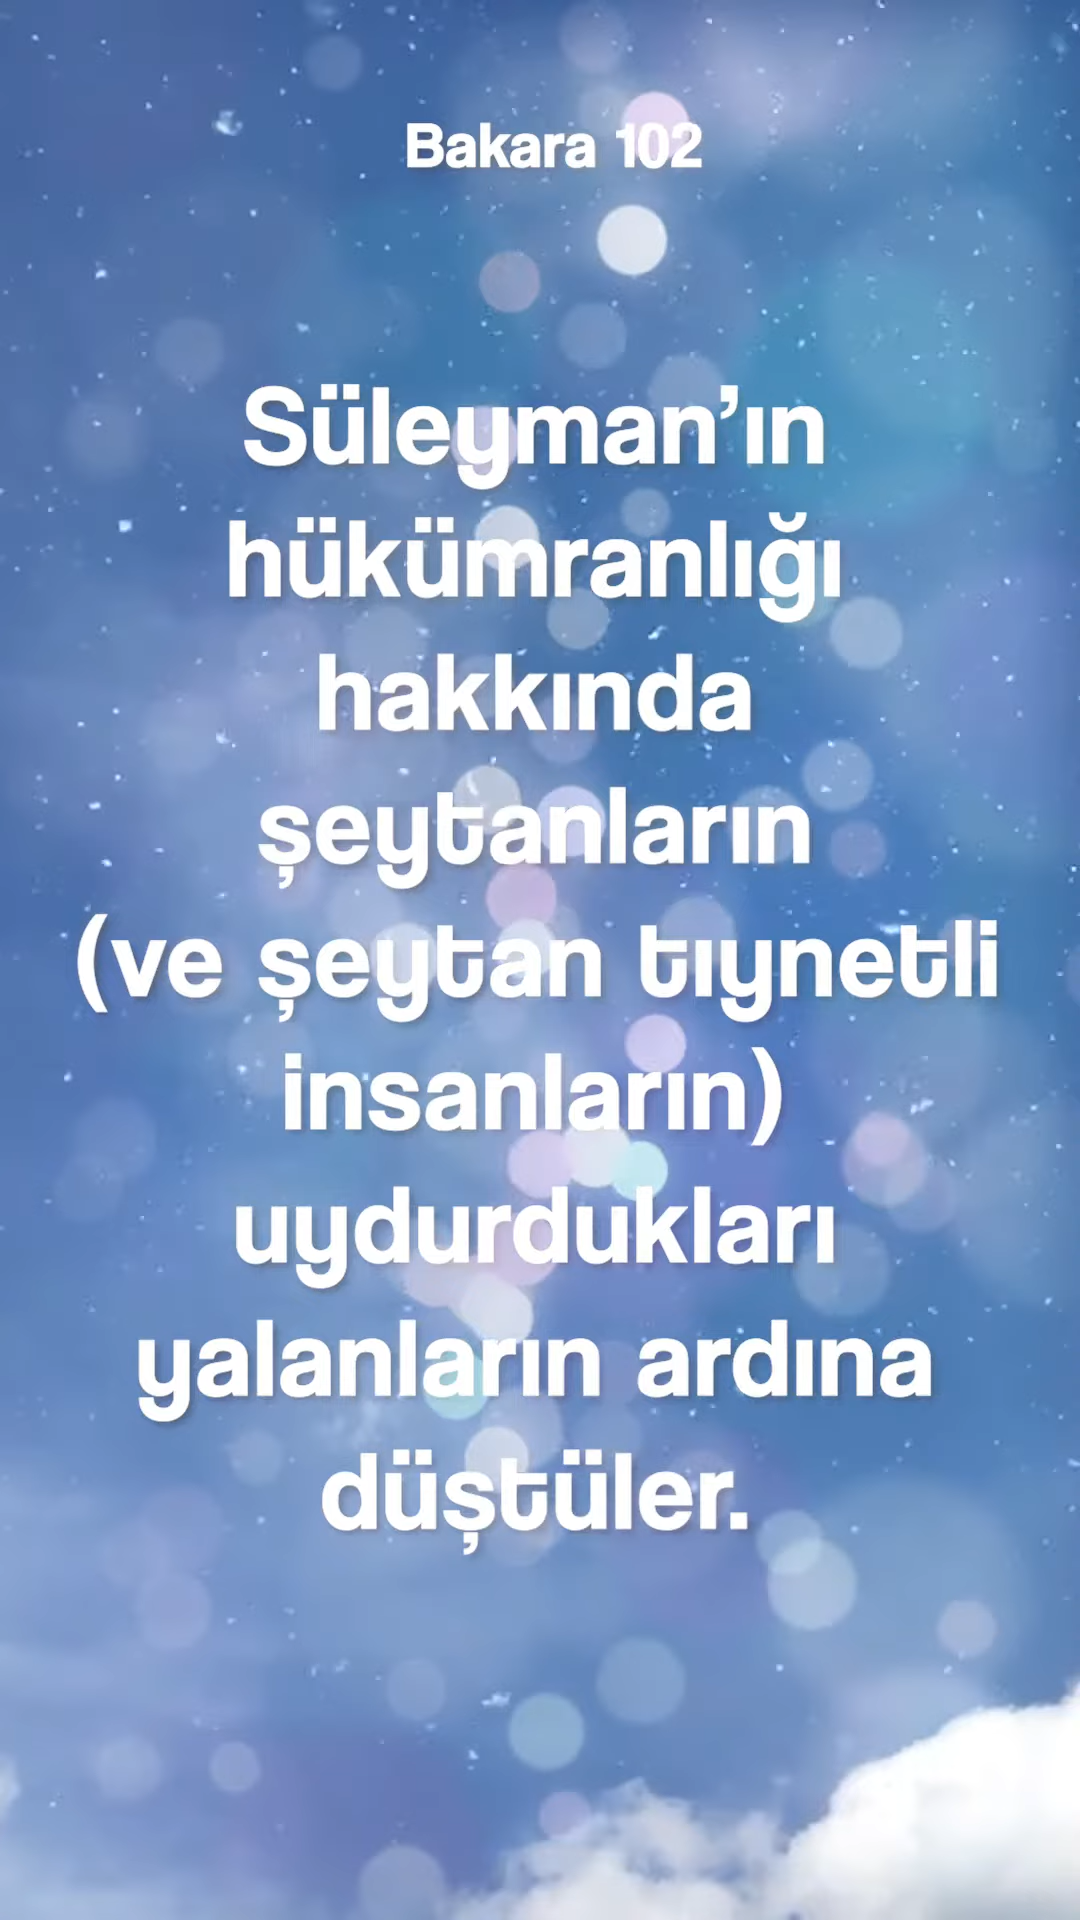 Bakara 102
Süleyman’ın
hükümranlığı
hakkında
şeytanların
(ve şeytan tıynetli
insanların)
uydurdukları
yalanların ardına
düştüler.